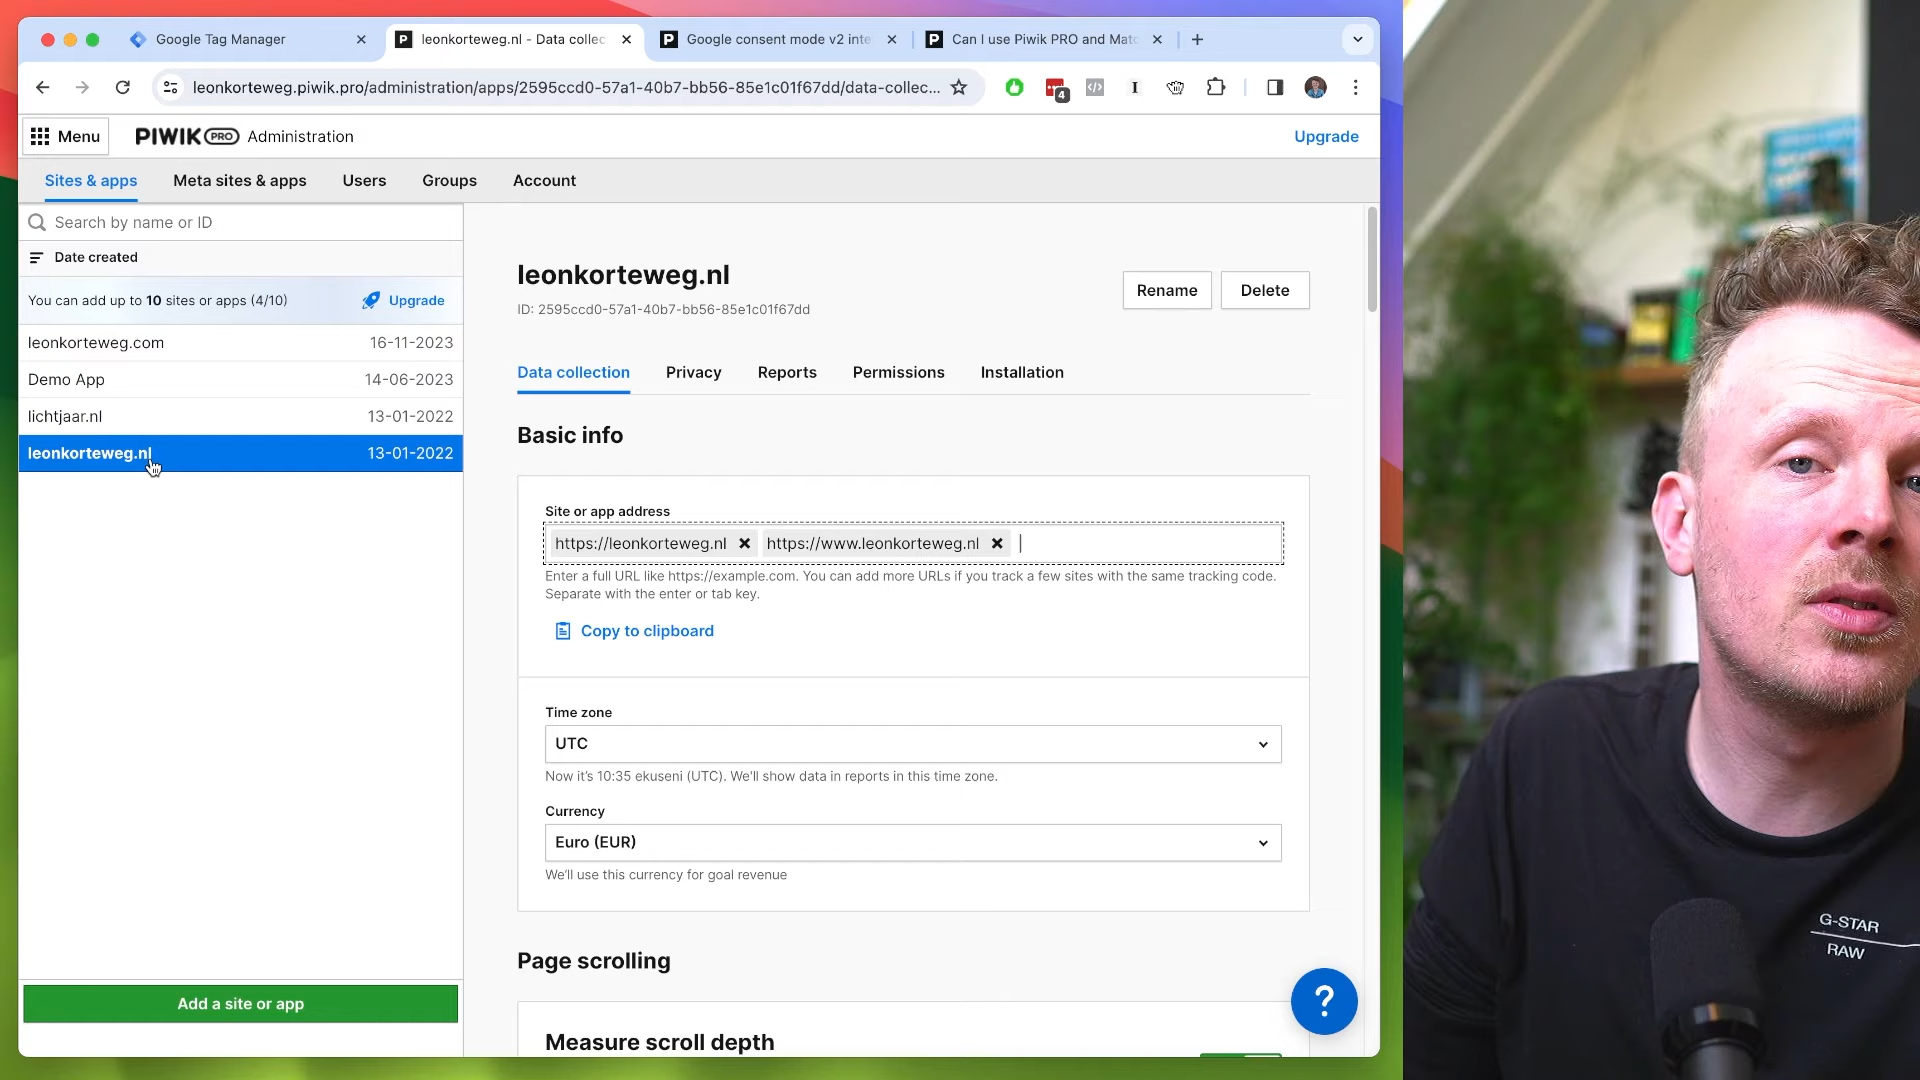 Google Tag Manager
leonkorteweg.nl - Data collec
Google consent mode v2 inte
Can I use Piwik PRO and Mato
leonkorteweg.piwik.pro/administration/apps/2595ccd0-57a1-40b7-bb56-85e1c01f67dd/data-collec...
4
Menu
PIWIK PRO Administration
Upgrade
Sites & apps
Meta sites & apps
Users
Groups
Account
Search by name or ID
Date created
You can add up to 10 sites or apps (4/10)
Upgrade
leonkorteweg.com 16-11-2023
Demo App 14-06-2023
lichtjaar.nl 13-01-2022
leonkorteweg.nl 13-01-2022
Add a site or app
leonkorteweg.nl
ID: 2595ccd0-57a1-40b7-bb56-85e1c01f67dd
Rename
Delete
Data collection
Privacy
Reports
Permissions
Installation
Basic info
Site or app address
https://leonkorteweg.nl
https://www.leonkorteweg.nl
Enter a full URL like https://example.com. You can add more URLs if you track a few sites with the same tracking code.
Separate with the enter or tab key.
Copy to clipboard
Time zone
UTC
Now it's 10:35 ekuseni (UTC). We'll show data in reports in this time zone.
Currency
Euro (EUR)
We'll use this currency for goal revenue
Page scrolling
Measure scroll depth
?
G-STAR
RAW